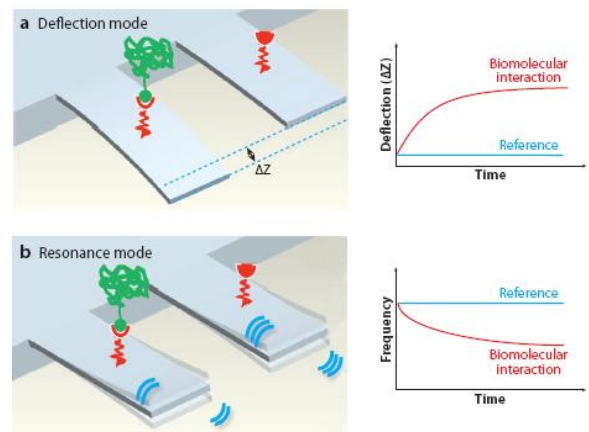 a Deflection mode
ΔZ
Deflection (ΔZ)
Biomolecular
interaction
Reference
Time
b Resonance mode
Frequency
Reference
Biomolecular
interaction
Time